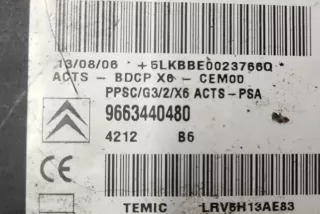 18/08/06 +5LKBBE0023766Q
ACTS - BDCP X6 - CEM00
PPSC/G3/2/X6 ACTS-PSA
9663440480
4212 B6
CE
TEMIC LRV5H13AE83